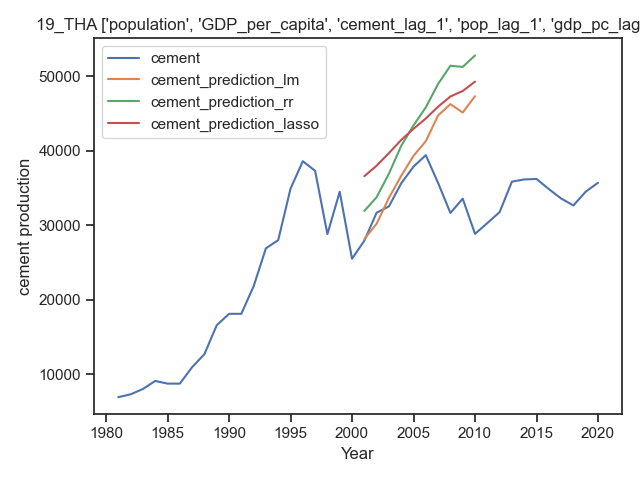 19_THA ['population', 'GDP_per_capita', 'cement_lag_1', 'pop_lag_1', 'gdp_pc_lag
cement
cement_prediction_lm
cement_prediction_rr
cement_prediction_lasso
50000
40000
30000
20000
10000
cement production
1980 1985 1990 1995 2000 2005 2010 2015 2020
Year